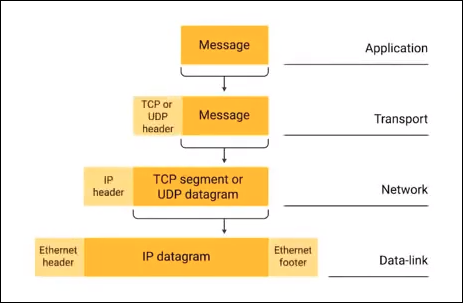 Message
Application
TCP or
UDP
header
Message
Transport
IP
header
TCP segment or
UDP datagram
Network
Ethernet
header
IP datagram
Ethernet
footer
Data-link